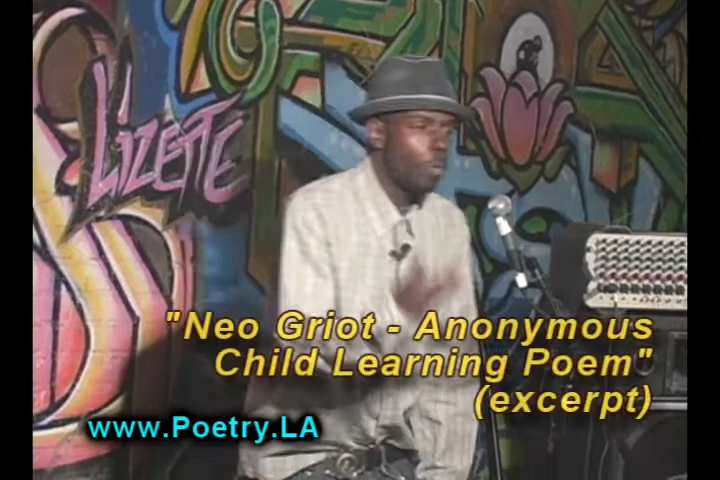 Lizette
"Neo Griot - Anonymous
Child Learning Poem"
(excerpt)
www.Poetry.LA